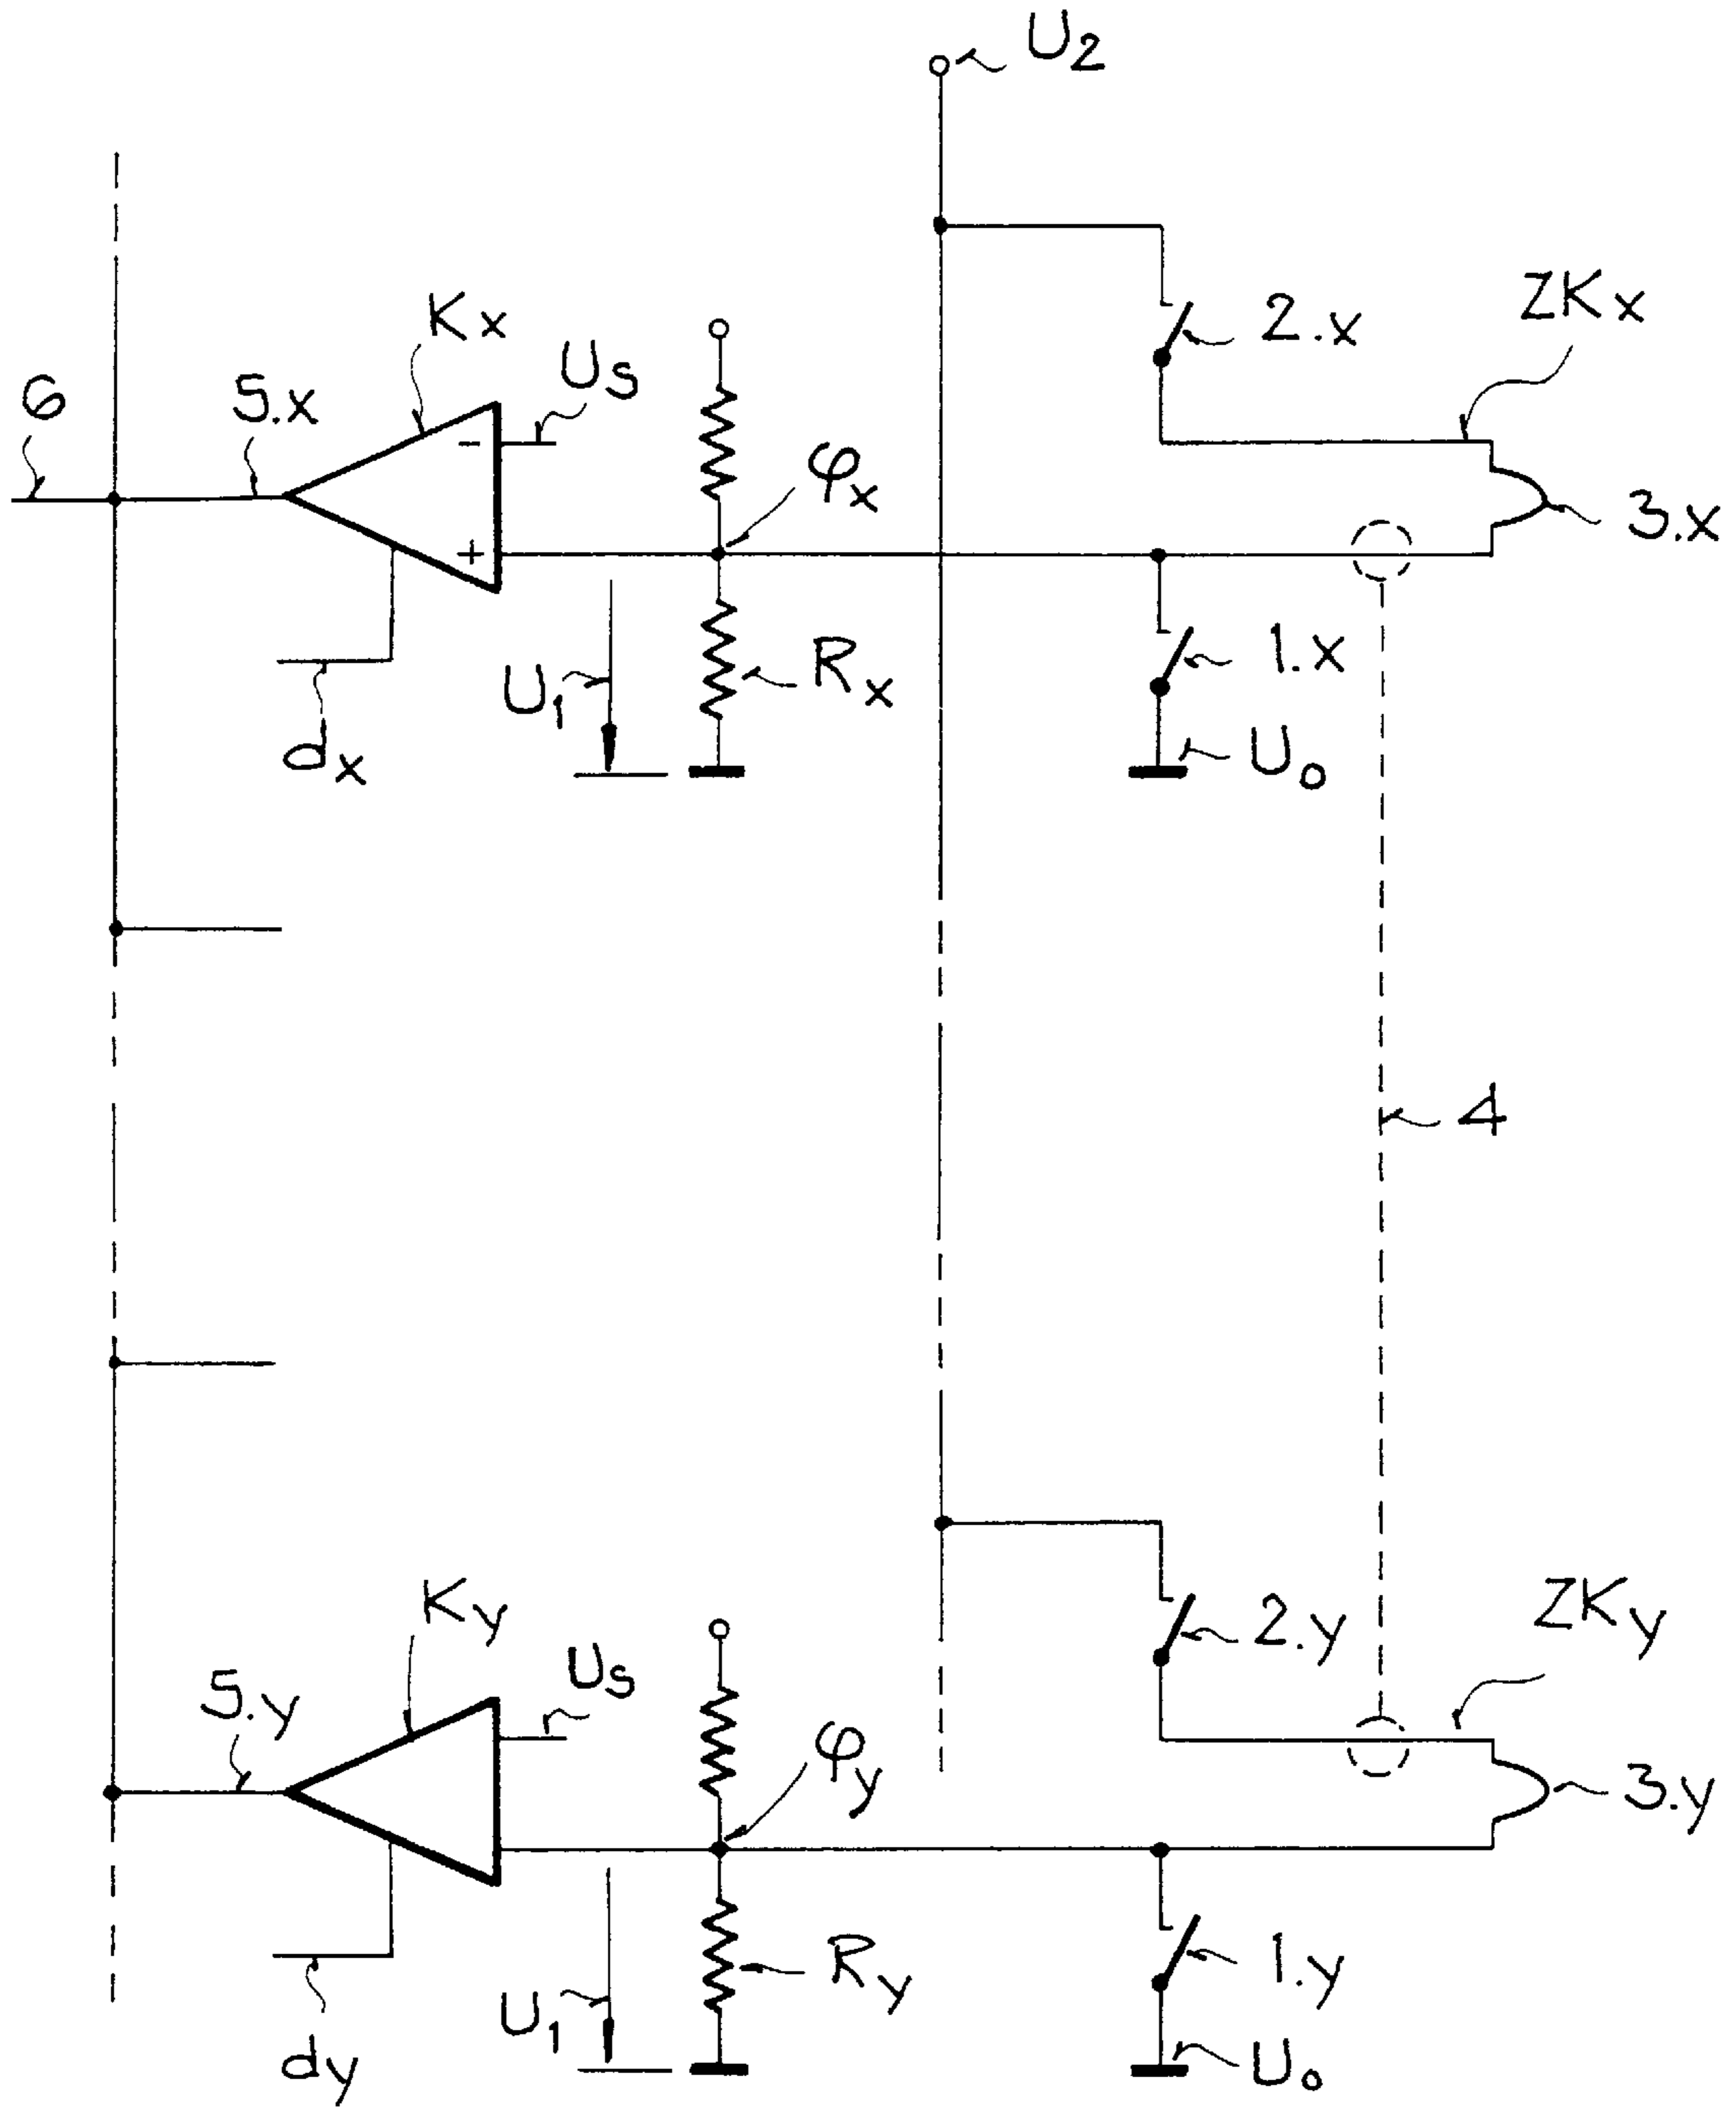 U2
ZKx
2.x
Kx
Us
6
5.x
φx
3.x
-
+
1.x
Rx
U1
dx
U0
4
ZKy
2.y
Ky
Us
5.y
φy
3.y
1.y
Ry
U1
dy
U0